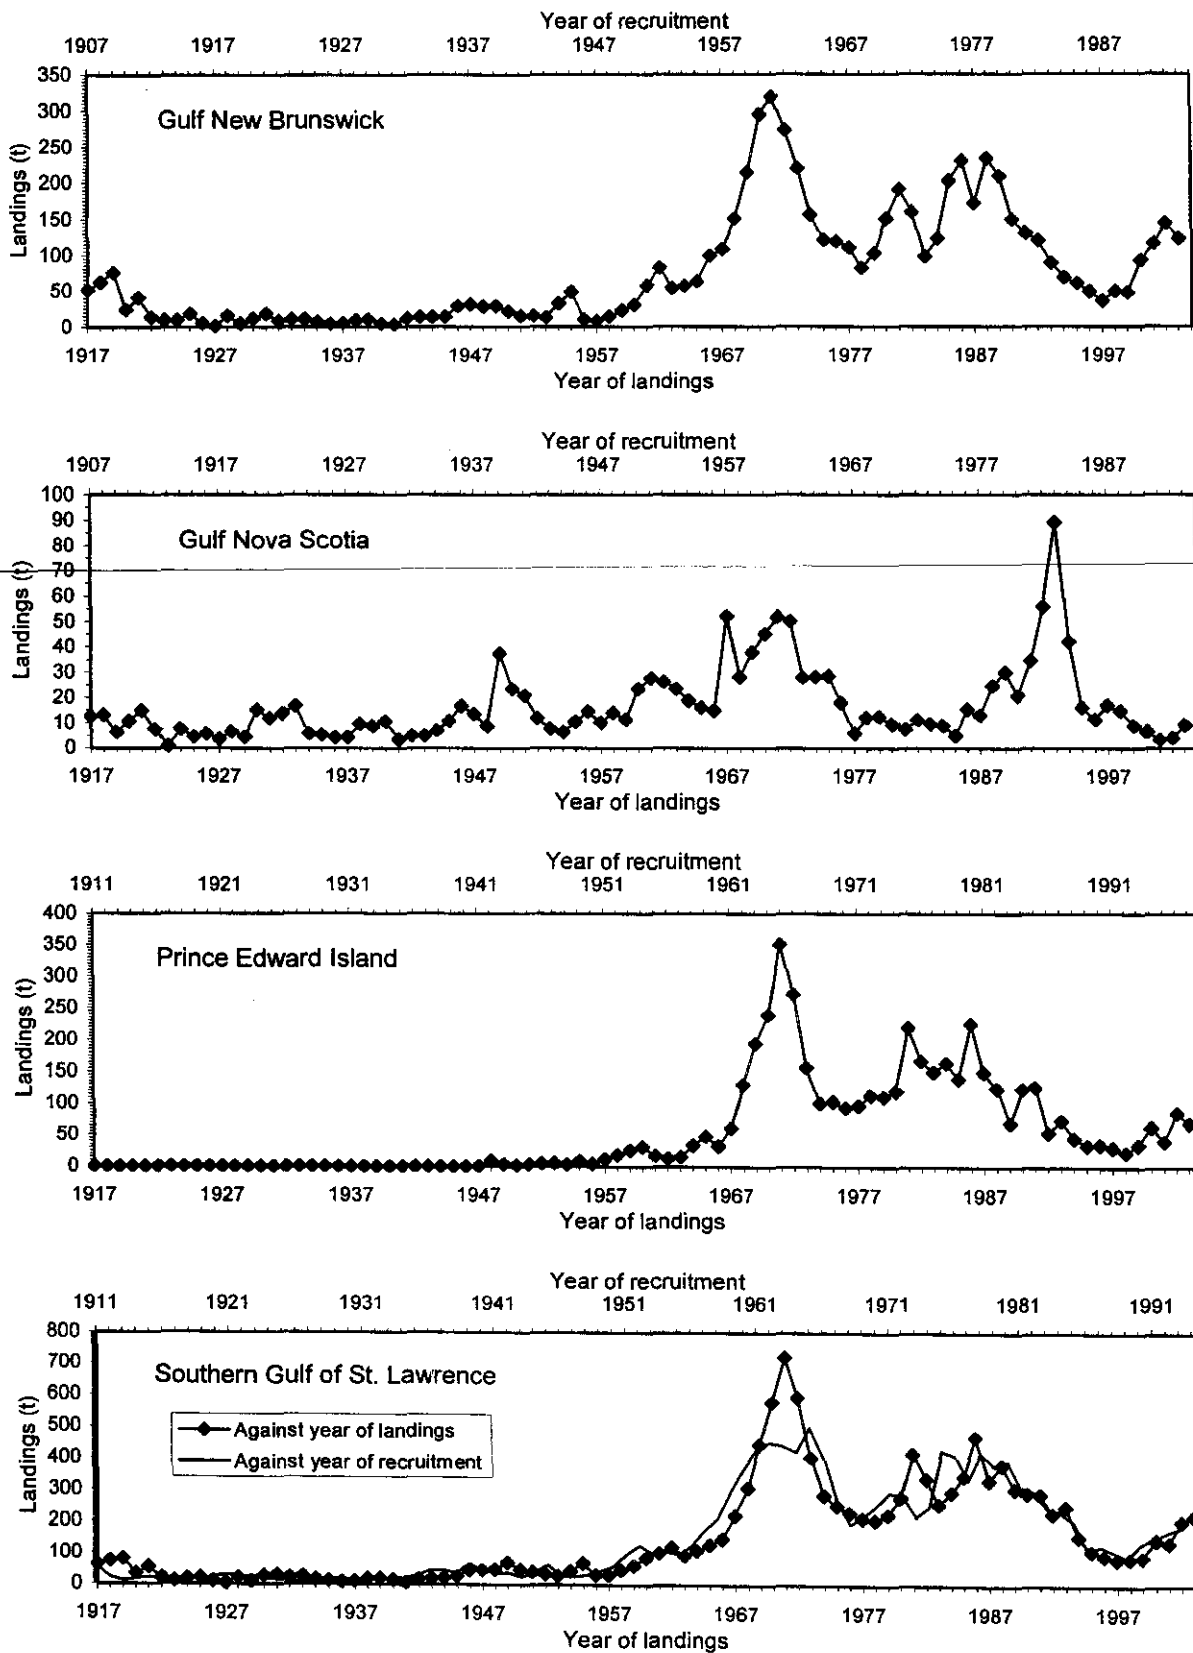 Year of recruitment
1907 1917 1927 1937 1947 1957 1967 1977 1987
350
300
250
200
150
100
50
0
Landings (t)
Gulf New Brunswick
1917 1927 1937 1947 1957 1967 1977 1987 1997
Year of landings
Year of recruitment
1907 1917 1927 1937 1947 1957 1967 1977 1987
100
90
80
70
60
50
40
30
20
10
0
Landings (t)
Gulf Nova Scotia
1917 1927 1937 1947 1957 1967 1977 1987 1997
Year of landings
Year of recruitment
1911 1921 1931 1941 1951 1961 1971 1981 1991
400
350
300
250
200
150
100
50
0
Landings (t)
Prince Edward Island
1917 1927 1937 1947 1957 1967 1977 1987 1997
Year of landings
Year of recruitment
1911 1921 1931 1941 1951 1961 1971 1981 1991
800
700
600
500
400
300
200
100
0
Landings (t)
Southern Gulf of St. Lawrence
Against year of landings
Against year of recruitment
1917 1927 1937 1947 1957 1967 1977 1987 1997
Year of landings